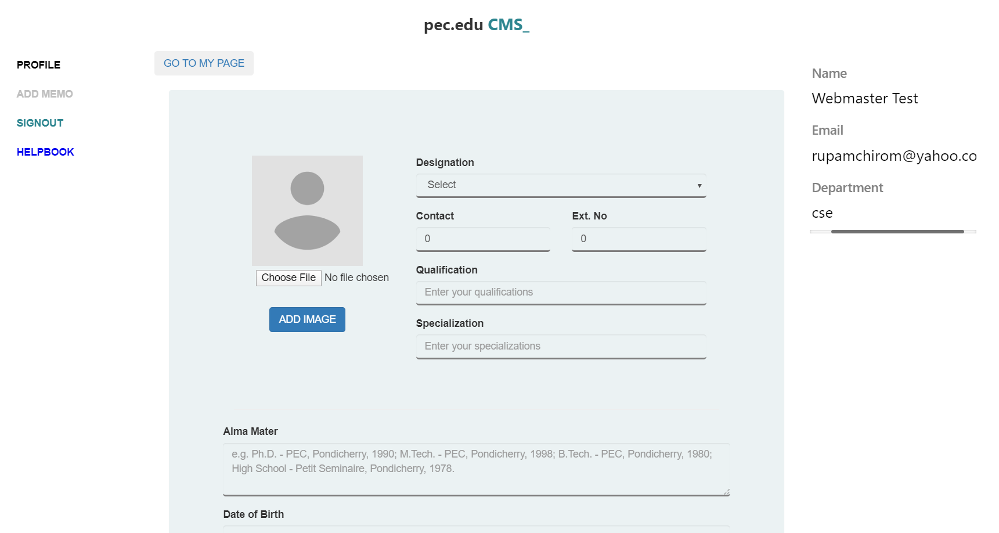 pec.edu CMS_
PROFILE
ADD MEMO
SIGNOUT
HELPBOOK
GO TO MY PAGE
Choose File No file chosen
ADD IMAGE
Designation
Select
Contact
Ext. No
0
0
Qualification
Enter your qualifications
Specialization
Enter your specializations
Alma Mater
e.g. Ph.D. - PEC, Pondicherry, 1990; M.Tech. - PEC, Pondicherry, 1998; B.Tech. - PEC, Pondicherry, 1980;
High School - Petit Seminaire, Pondicherry, 1978.
Date of Birth
Name
Webmaster Test
Email
rupamchirom@yahoo.co
Department
cse